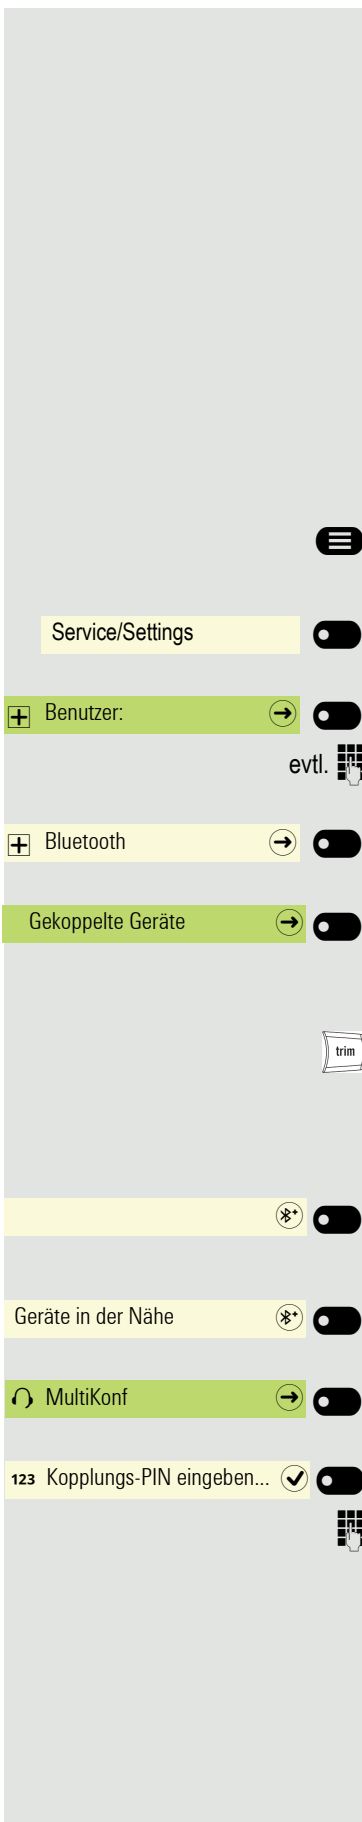 Service/Settings
Benutzer:
evtl.
Bluetooth
Gekoppelte Geräte
trim
Geräte in der Nähe
MultiKonf
123 Kopplungs-PIN eingeben...